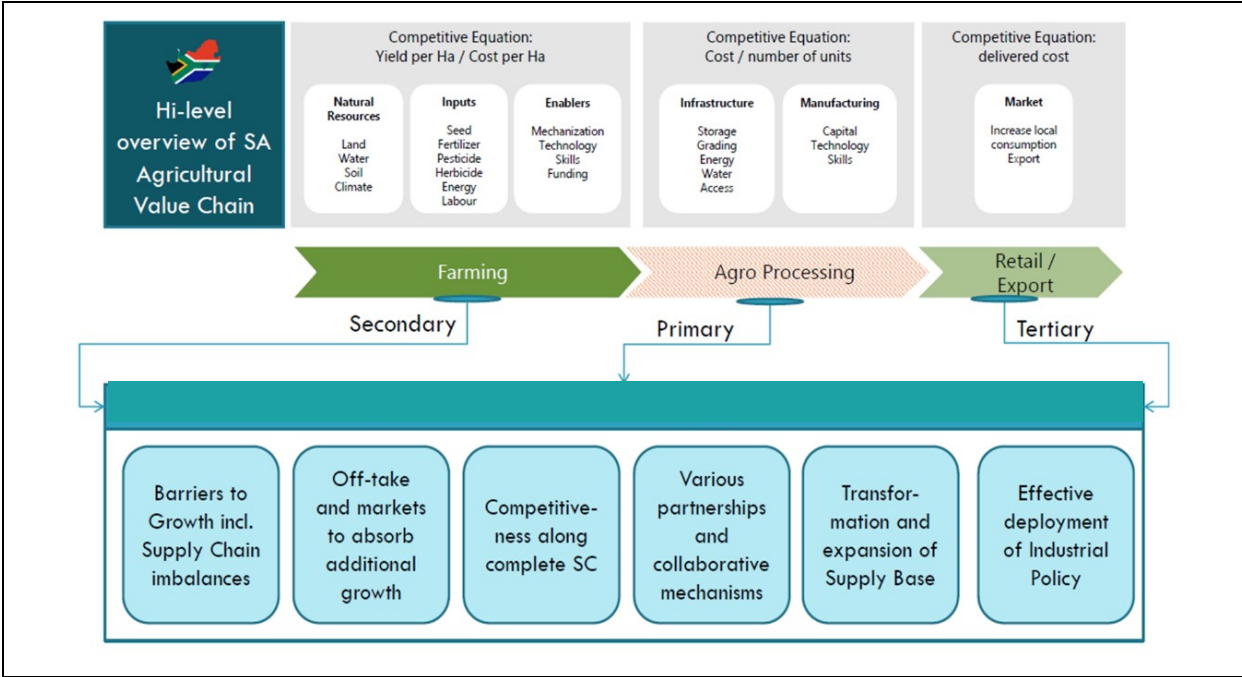 Hi-level
overview of SA
Agricultural
Value Chain
Competitive Equation:
Yield per Ha / Cost per Ha
Natural
Resources
Land
Water
Soil
Climate
Inputs
Seed
Fertilizer
Pesticide
Herbicide
Energy
Labour
Enablers
Mechanization
Technology
Skills
Funding
Competitive Equation:
Cost / number of units
Infrastructure
Storage
Grading
Energy
Water
Access
Manufacturing
Capital
Technology
Skills
Competitive Equation:
delivered cost
Market
Increase local
consumption
Export
Farming
Agro Processing
Retail /
Export
Secondary
Primary
Tertiary
Barriers to
Growth incl.
Supply Chain
imbalances
Off-take
and markets
to absorb
additional
growth
Competitive-
ness along
complete SC
Various
partnerships
and
collaborative
mechanisms
Transfor-
mation and
expansion of
Supply Base
Effective
deployment
of Industrial
Policy